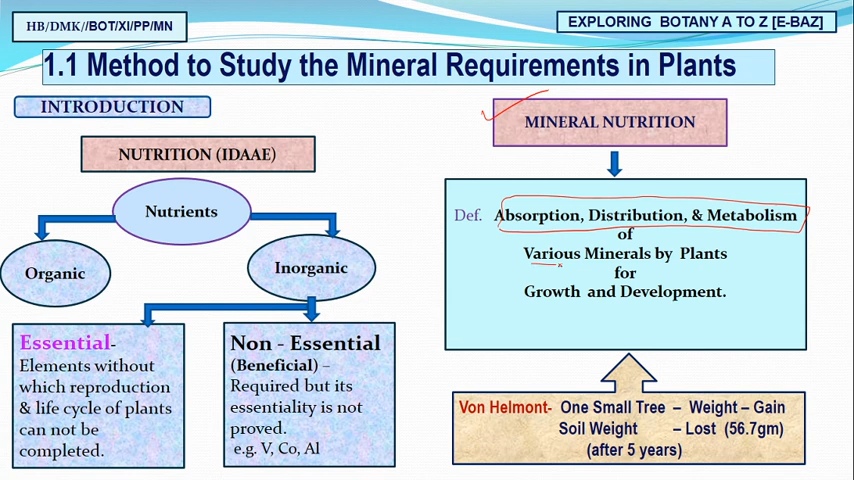 HB/DMK//BOT/XI/PP/MN
EXPLORING BOTANY A TO Z [E-BAZ]
1.1 Method to Study the Mineral Requirements in Plants
INTRODUCTION
NUTRITION (IDAAE)
Nutrients
Organic
Inorganic
Essential-
Elements without
which reproduction
& life cycle of plants
can not be
completed.
Non - Essential
(Beneficial) –
Required but its
essentiality is not
proved.
e.g. V, Co, Al
MINERAL NUTRITION
Def. Absorption, Distribution, & Metabolism
of
Various Minerals by Plants
for
Growth and Development.
Von Helmont- One Small Tree – Weight – Gain
Soil Weight – Lost (56.7gm)
(after 5 years)